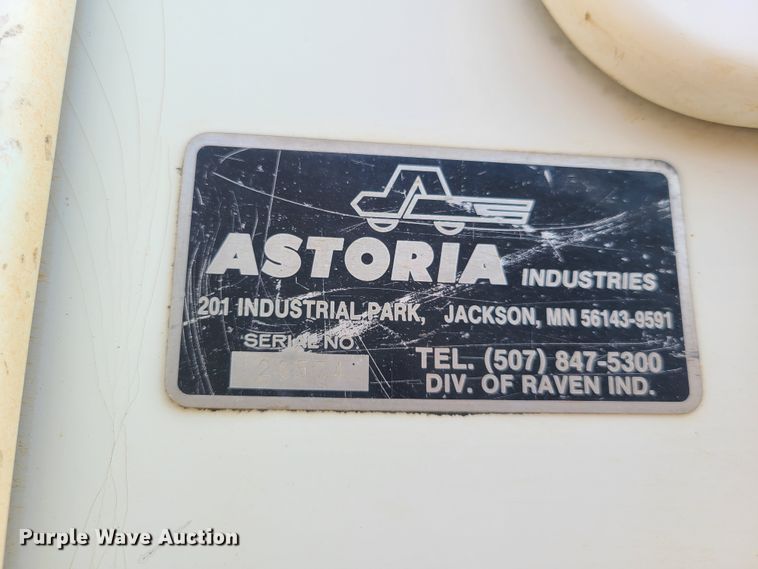 ASTORIA INDUSTRIES
201 INDUSTRIAL PARK, JACKSON, MN 56143-9591
SERIAL NO.
TEL. (507) 847-5300
DIV. OF RAVEN IND.
Purple Wave Auction